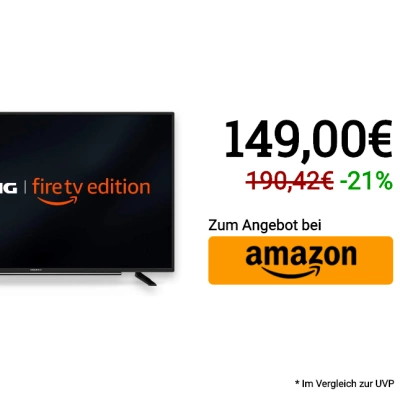 G | fire tv edition
149,00€
190,42€ -21%
Zum Angebot bei
amazon
* Im Vergleich zur UVP